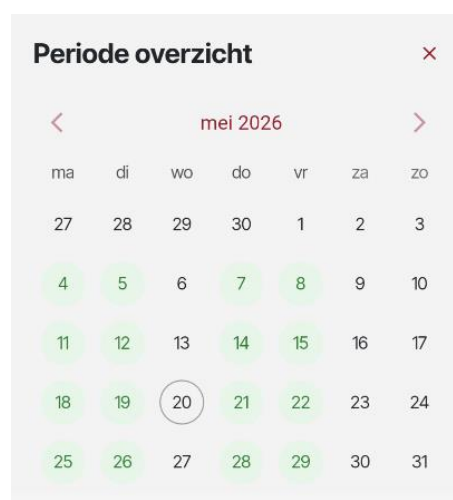 Periode overzicht ×
< mei 2026 >
ma di wo do vr za zo
27 28 29 30 1 2 3
4 5 6 7 8 9 10
11 12 13 14 15 16 17
18 19 20 21 22 23 24
25 26 27 28 29 30 31